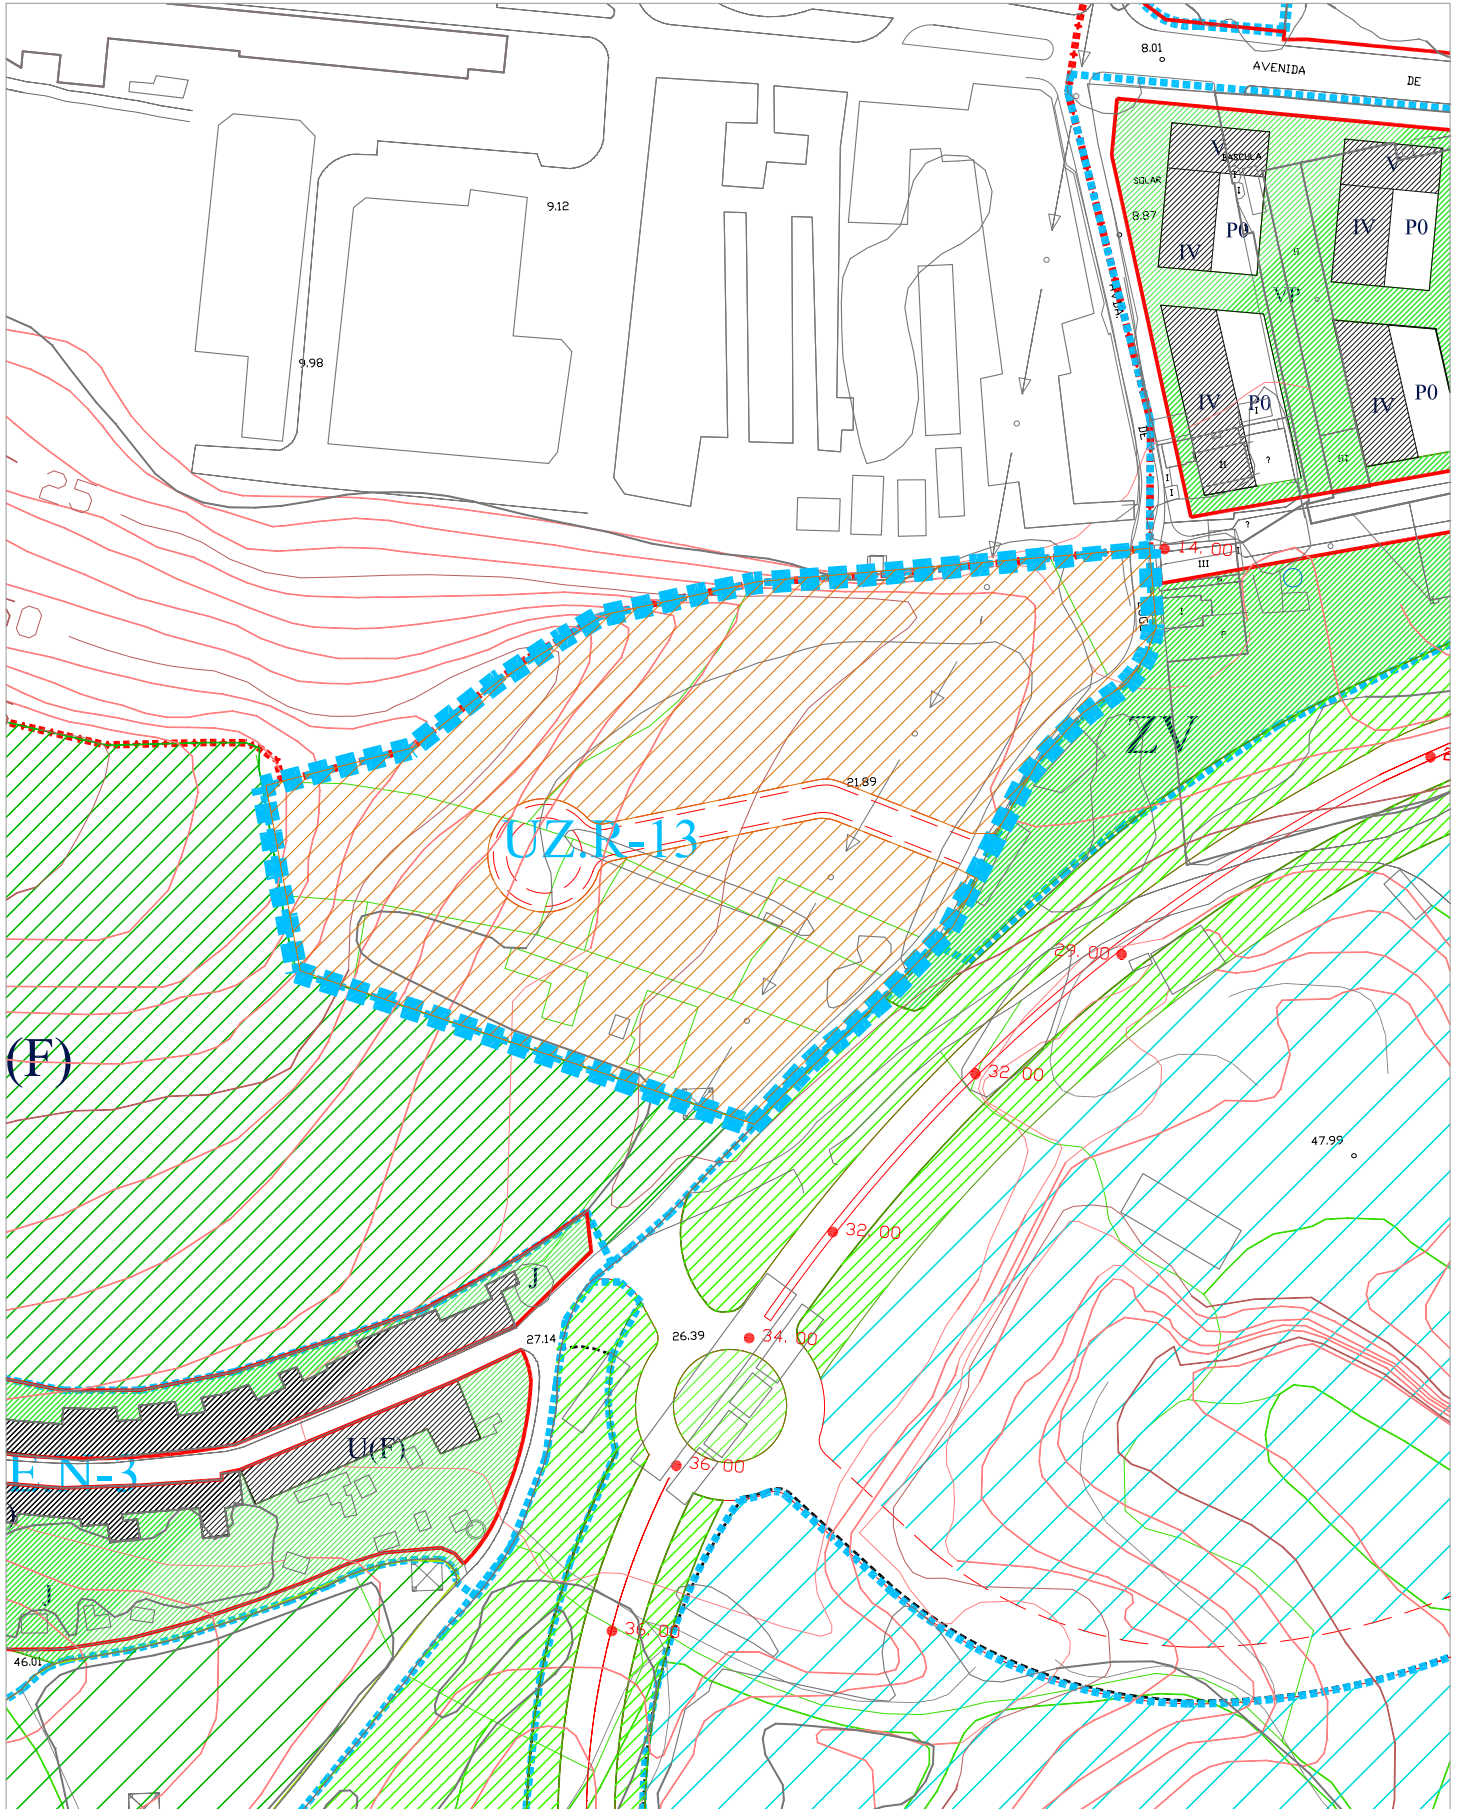 8.01
AVENIDA
DE
V
BASCULA
I
I
V
SOLAR
8.87
P0
IV
IV
P0
9.12
VP
AVDA.
9.98
IV
P0
I
IV
P0
DE
II
?
III
I
I
?
14.00
I
III
I
ZV
21.89
UZ.R-13
29.00
(F)
32.00
47.99
32.00
J
27.14
26.39
34.00
U(F)
36.00
E N-3
)
J
36.00
46.01